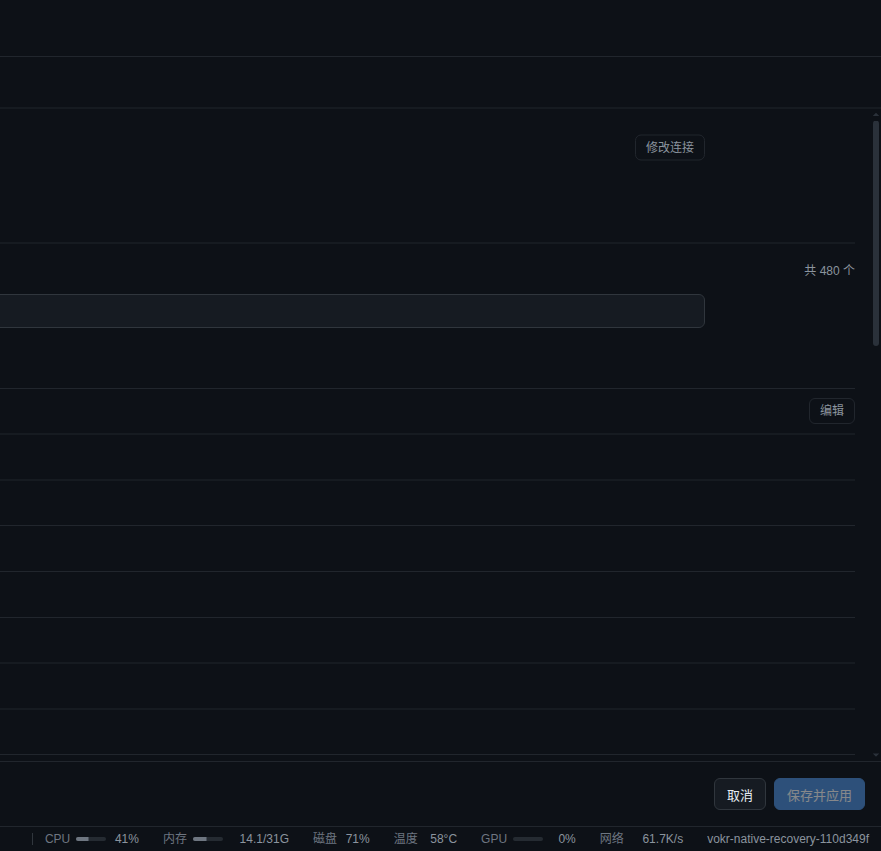 修改连接
共 480 个
编辑
取消 保存并应用
CPU 41% 内存 14.1/31G 磁盘 71% 温度 58°C GPU 0% 网络 61.7K/s vokr-native-recovery-110d349f